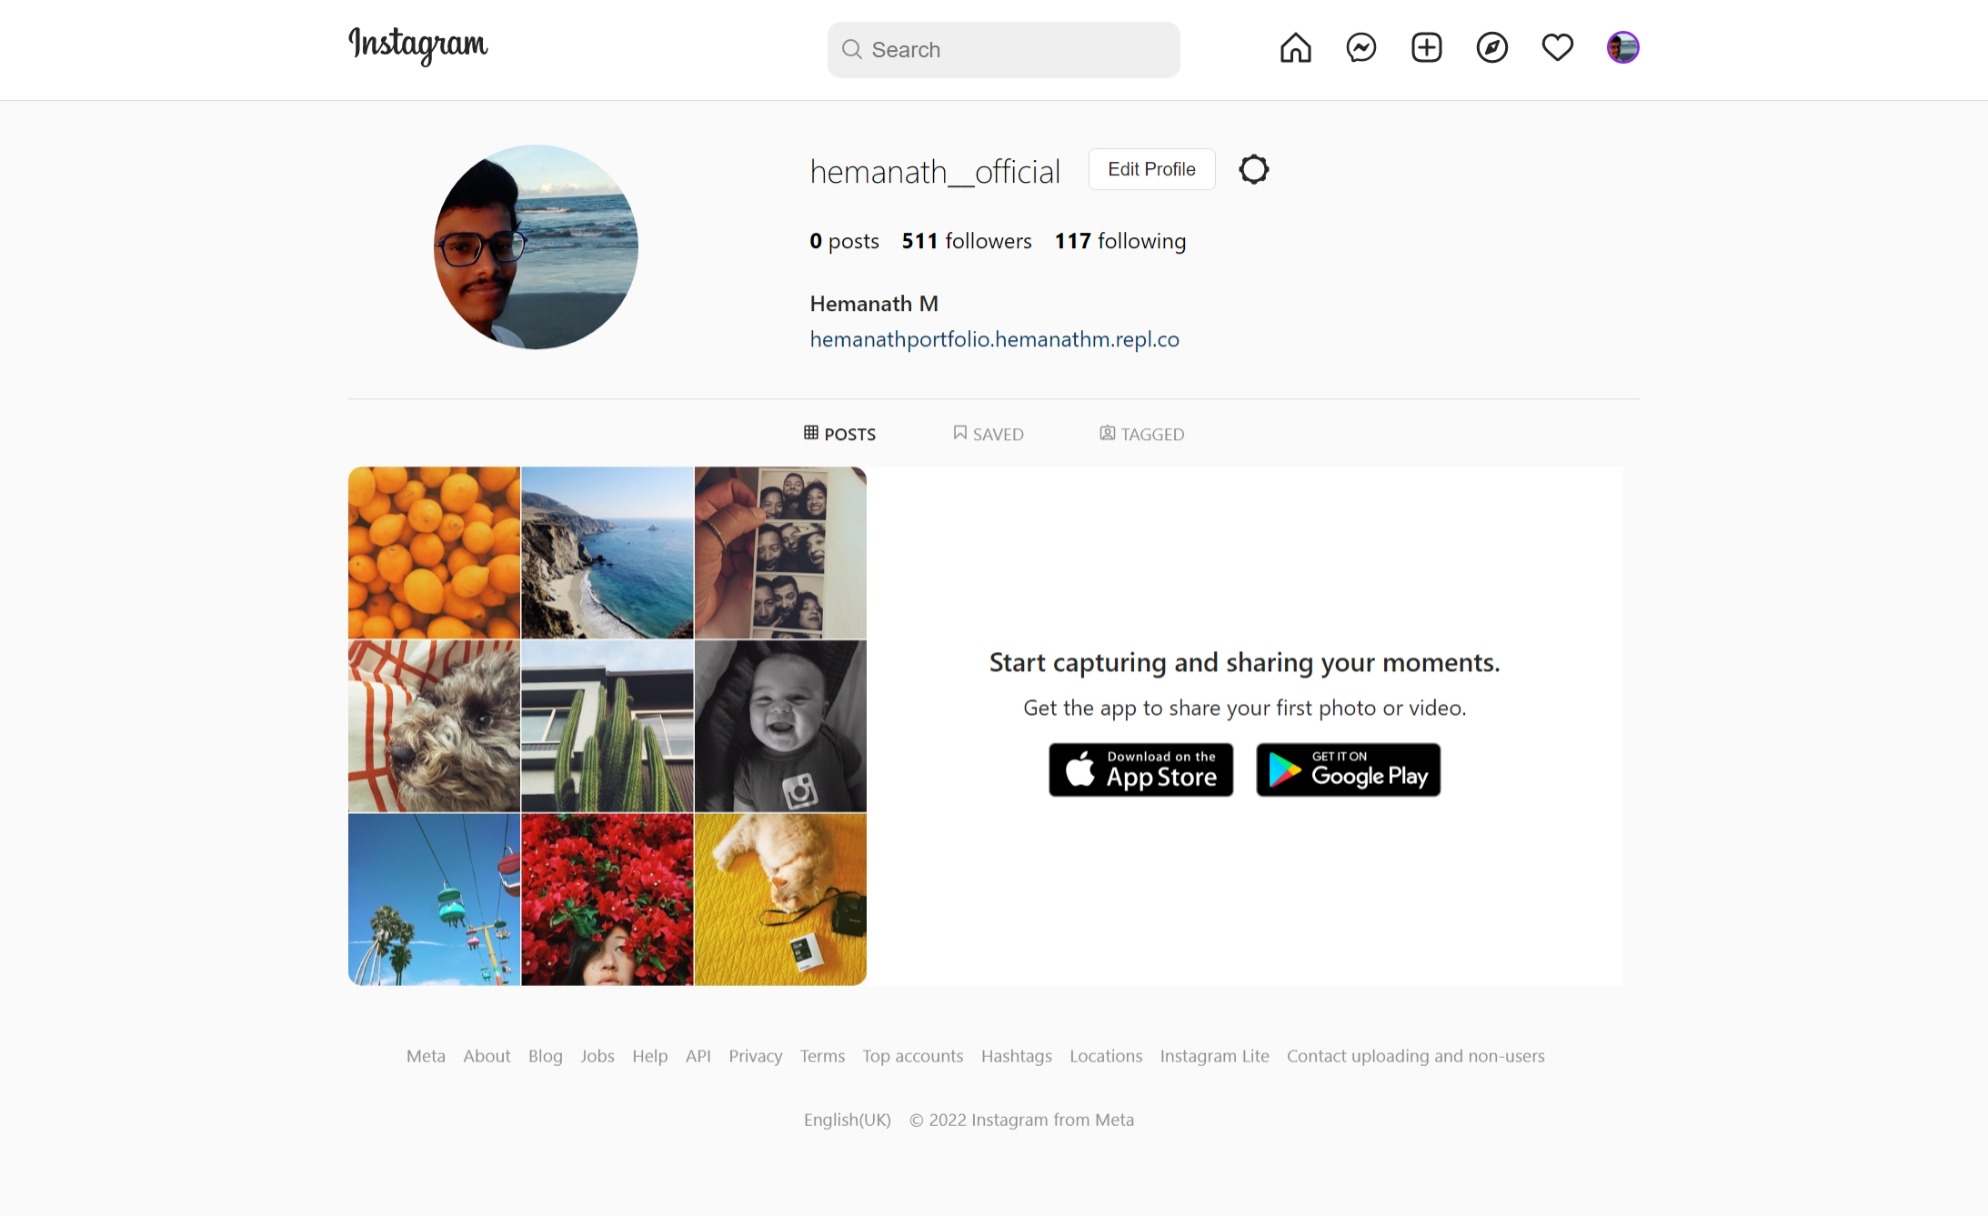 Instagram
Search
hemanath__official
Edit Profile
0 posts 511 followers 117 following
Hemanath M
hemanathportfolio.hemanathm.repl.co
POSTS SAVED TAGGED
Start capturing and sharing your moments.
Get the app to share your first photo or video.
Download on the
App Store
GET IT ON
Google Play
Meta About Blog Jobs Help API Privacy Terms Top accounts Hashtags Locations Instagram Lite Contact uploading and non-users
English(UK) © 2022 Instagram from Meta